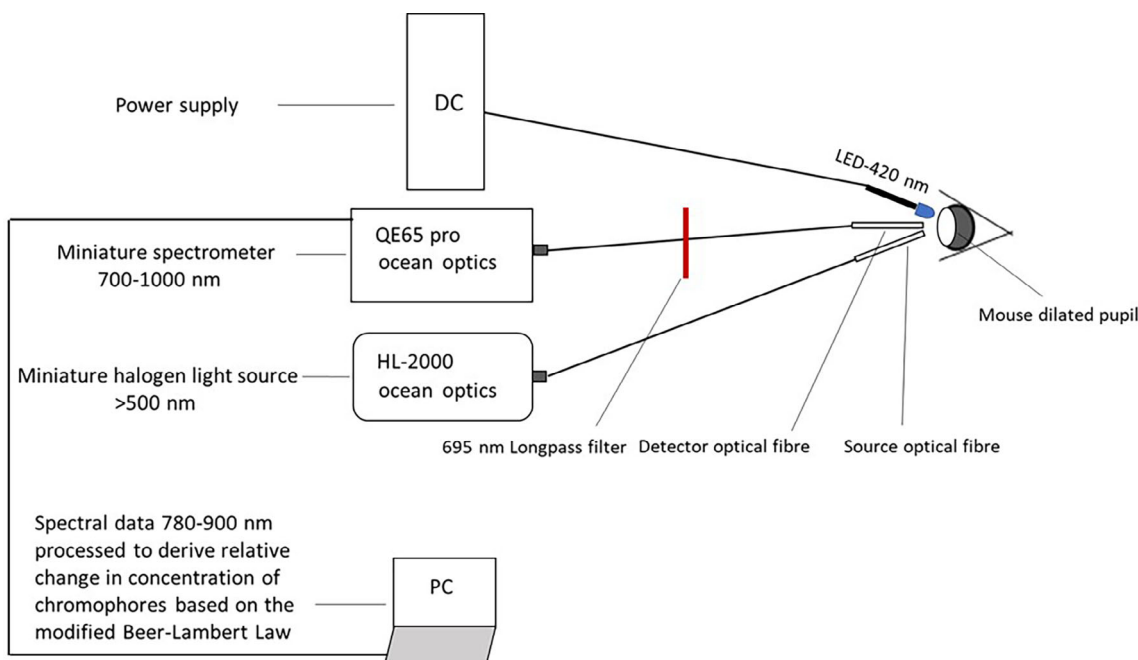 Power supply
DC
LED-420 nm
Miniature spectrometer
700-1000 nm
QE65 pro
ocean optics
Mouse dilated pupil
Miniature halogen light source
>500 nm
HL-2000
ocean optics
695 nm Longpass filter
Detector optical fibre
Source optical fibre
Spectral data 780-900 nm
processed to derive relative
change in concentration of
chromophores based on the
modified Beer-Lambert Law
PC